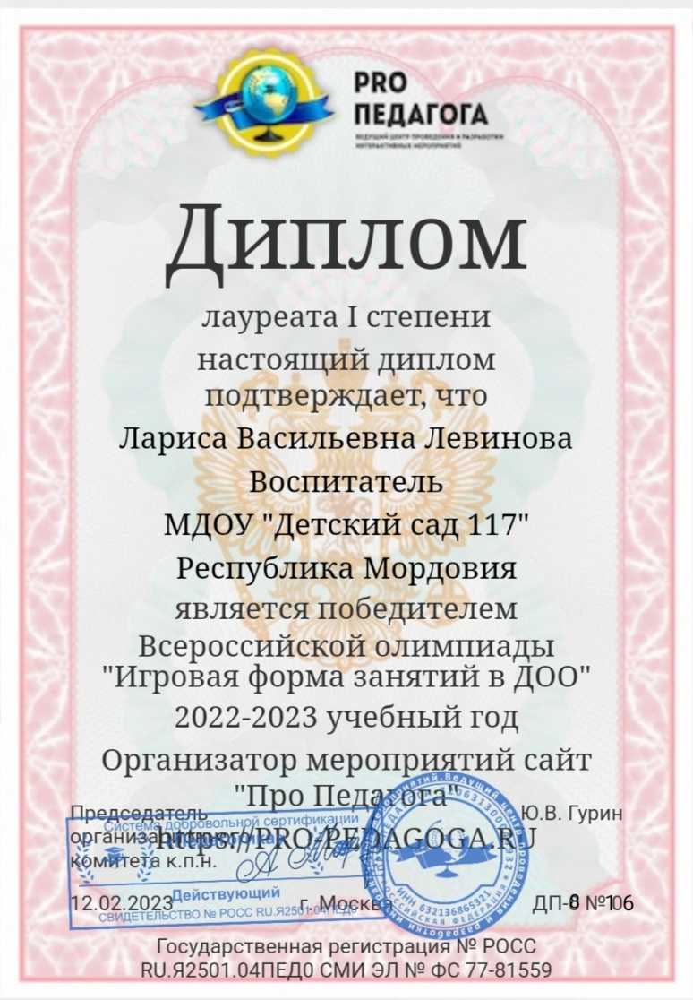 PRO
ПЕДАГОГА
ВЕДУЩИЙ ЦЕНТР ПРОВЕДЕНИЯ И РАЗРАБОТКИ
ИНТЕРАКТИВНЫХ МЕРОПРИЯТИЙ
Диплом
лауреата I степени
настоящий диплом
подтверждает, что
Лариса Васильевна Левинова
Воспитатель
МДОУ "Детский сад 117"
Республика Мордовия
является победителем
Всероссийской олимпиады
"Игровая форма занятий в ДОО"
2022-2023 учебный год
Организатор мероприятий сайт
"Про Педагога"
https://PRO-PEDAGOGA.RU
Председатель
организационного
комитета к.п.н.
Ю.В. Гурин
Система добровольной сертификации
Действующий
СВИДЕТЕЛЬСТВО № РОСС RU.Я2501.04ПЕД0
ИНН 632136865321
РОССИЙСКАЯ ФЕДЕРАЦИЯ
12.02.2023
г. Москва
ДП-8 №106
Государственная регистрация № РОСС
RU.Я2501.04ПЕД0 СМИ ЭЛ № ФС 77-81559